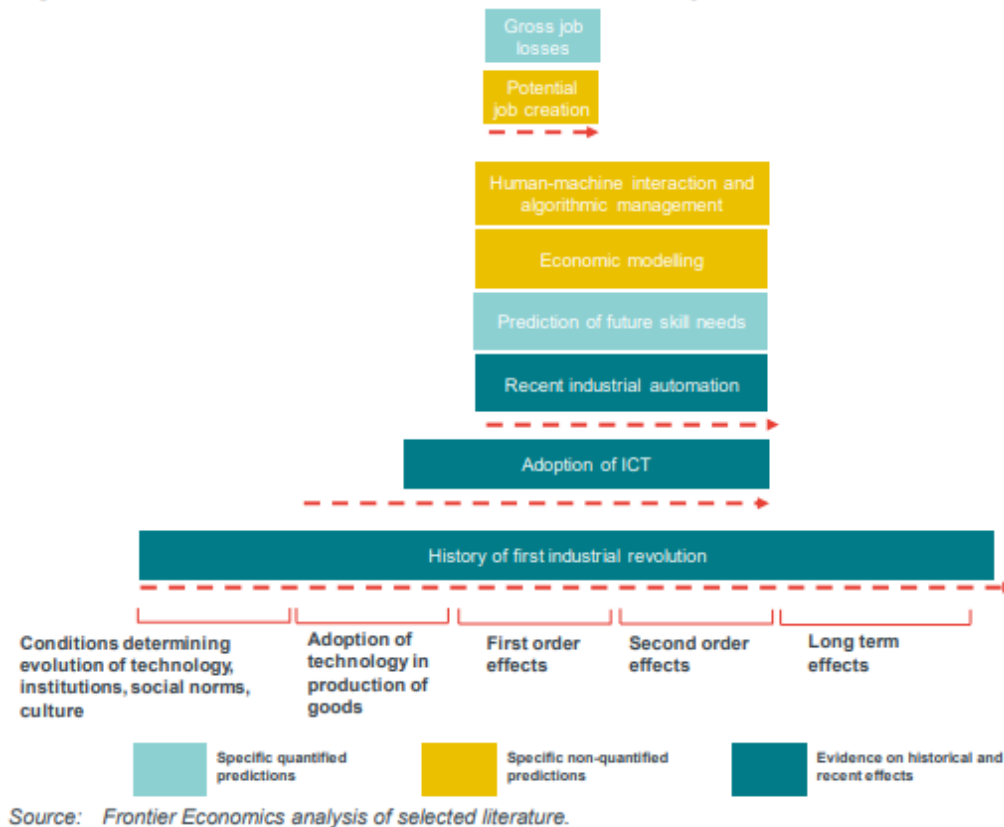 Gross job
losses
Potential
job creation
Human-machine interaction and
algorithmic management
Economic modelling
Prediction of future skill needs
Recent industrial automation
Adoption of ICT
History of first industrial revolution
Conditions determining
evolution of technology,
institutions, social norms,
culture
Adoption of
technology in
production of
goods
First order
effects
Second order
effects
Long term
effects
Specific quantified
predictions
Specific non-quantified
predictions
Evidence on historical and
recent effects
Source: Frontier Economics analysis of selected literature.